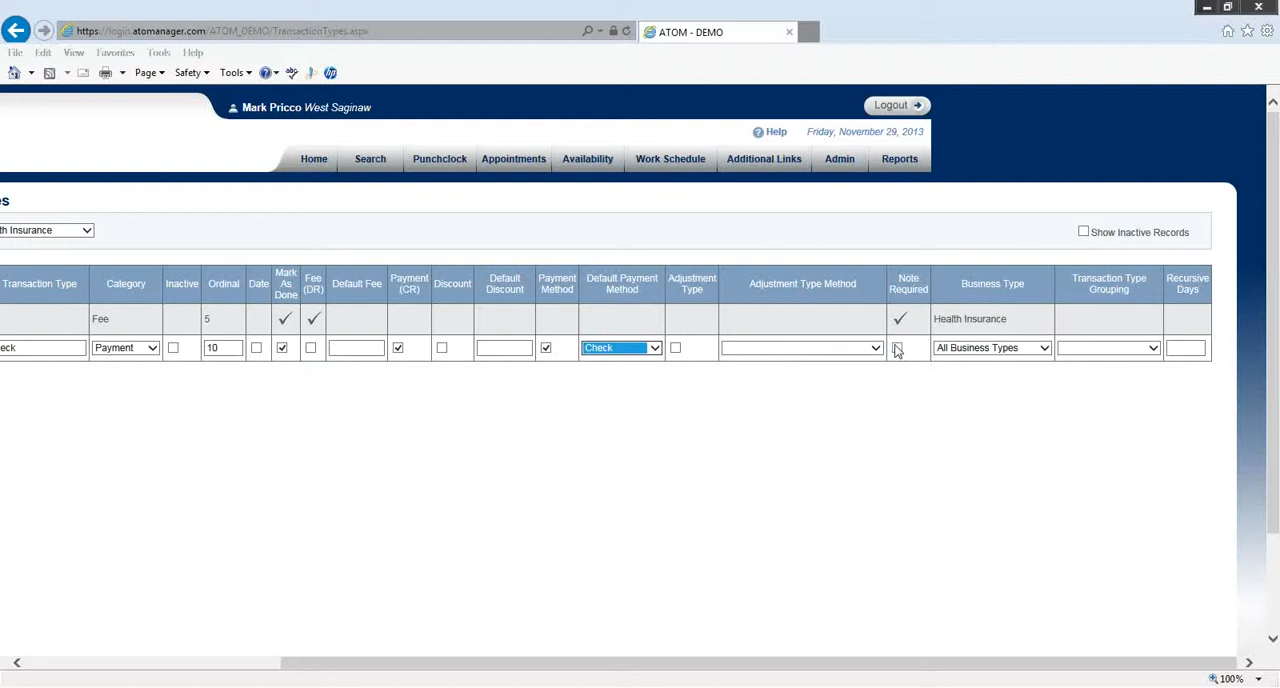 https://login.atomanager.com/ATOM_DEMO/TransactionTypes.aspx
ATOM - DEMO
File Edit View Favorites Tools Help
Page Safety Tools
Mark Pricco West Saginaw
Logout
Help Friday, November 29, 2013
Home Search Punchclock Appointments Availability Work Schedule Additional Links Admin Reports
es
th Insurance
Show Inactive Records
Transaction Type Category Inactive Ordinal Date Mark As Done Fee (DR) Default Fee Payment (CR) Discount Default Discount Payment Method Default Payment Method Adjustment Type Adjustment Type Method Note Required Business Type Transaction Type Grouping Recursive Days
Fee 5 Health Insurance
eck Payment 10 Check All Business Types
100%